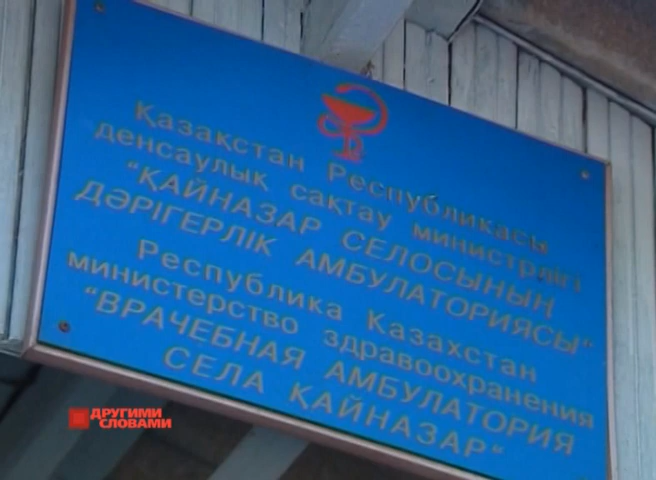 Қазақстан Республикасы
денсаулық сақтау министрлігі
"ҚАЙНАЗАР СЕЛОСЫНЫҢ
ДӘРІГЕРЛІК АМБУЛАТОРИЯСЫ"
Республика Казахстан
министерство здравоохранения
"ВРАЧЕБНАЯ АМБУЛАТОРИЯ
СЕЛА ҚАЙНАЗАР"
ДРУГИМИ
СЛОВАМИ